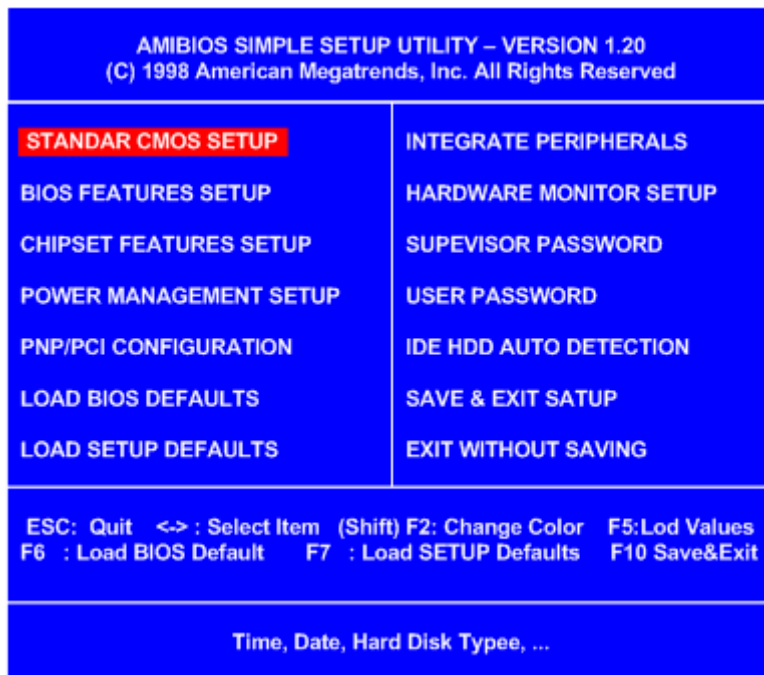 AMIBIOS SIMPLE SETUP UTILITY – VERSION 1.20
(C) 1998 American Megatrends, Inc. All Rights Reserved
STANDAR CMOS SETUP
BIOS FEATURES SETUP
CHIPSET FEATURES SETUP
POWER MANAGEMENT SETUP
PNP/PCI CONFIGURATION
LOAD BIOS DEFAULTS
LOAD SETUP DEFAULTS
INTEGRATE PERIPHERALS
HARDWARE MONITOR SETUP
SUPEVISOR PASSWORD
USER PASSWORD
IDE HDD AUTO DETECTION
SAVE & EXIT SATUP
EXIT WITHOUT SAVING
ESC: Quit <-> : Select Item (Shift) F2: Change Color F5:Lod Values
F6 : Load BIOS Default F7 : Load SETUP Defaults F10 Save&Exit
Time, Date, Hard Disk Typee, ...